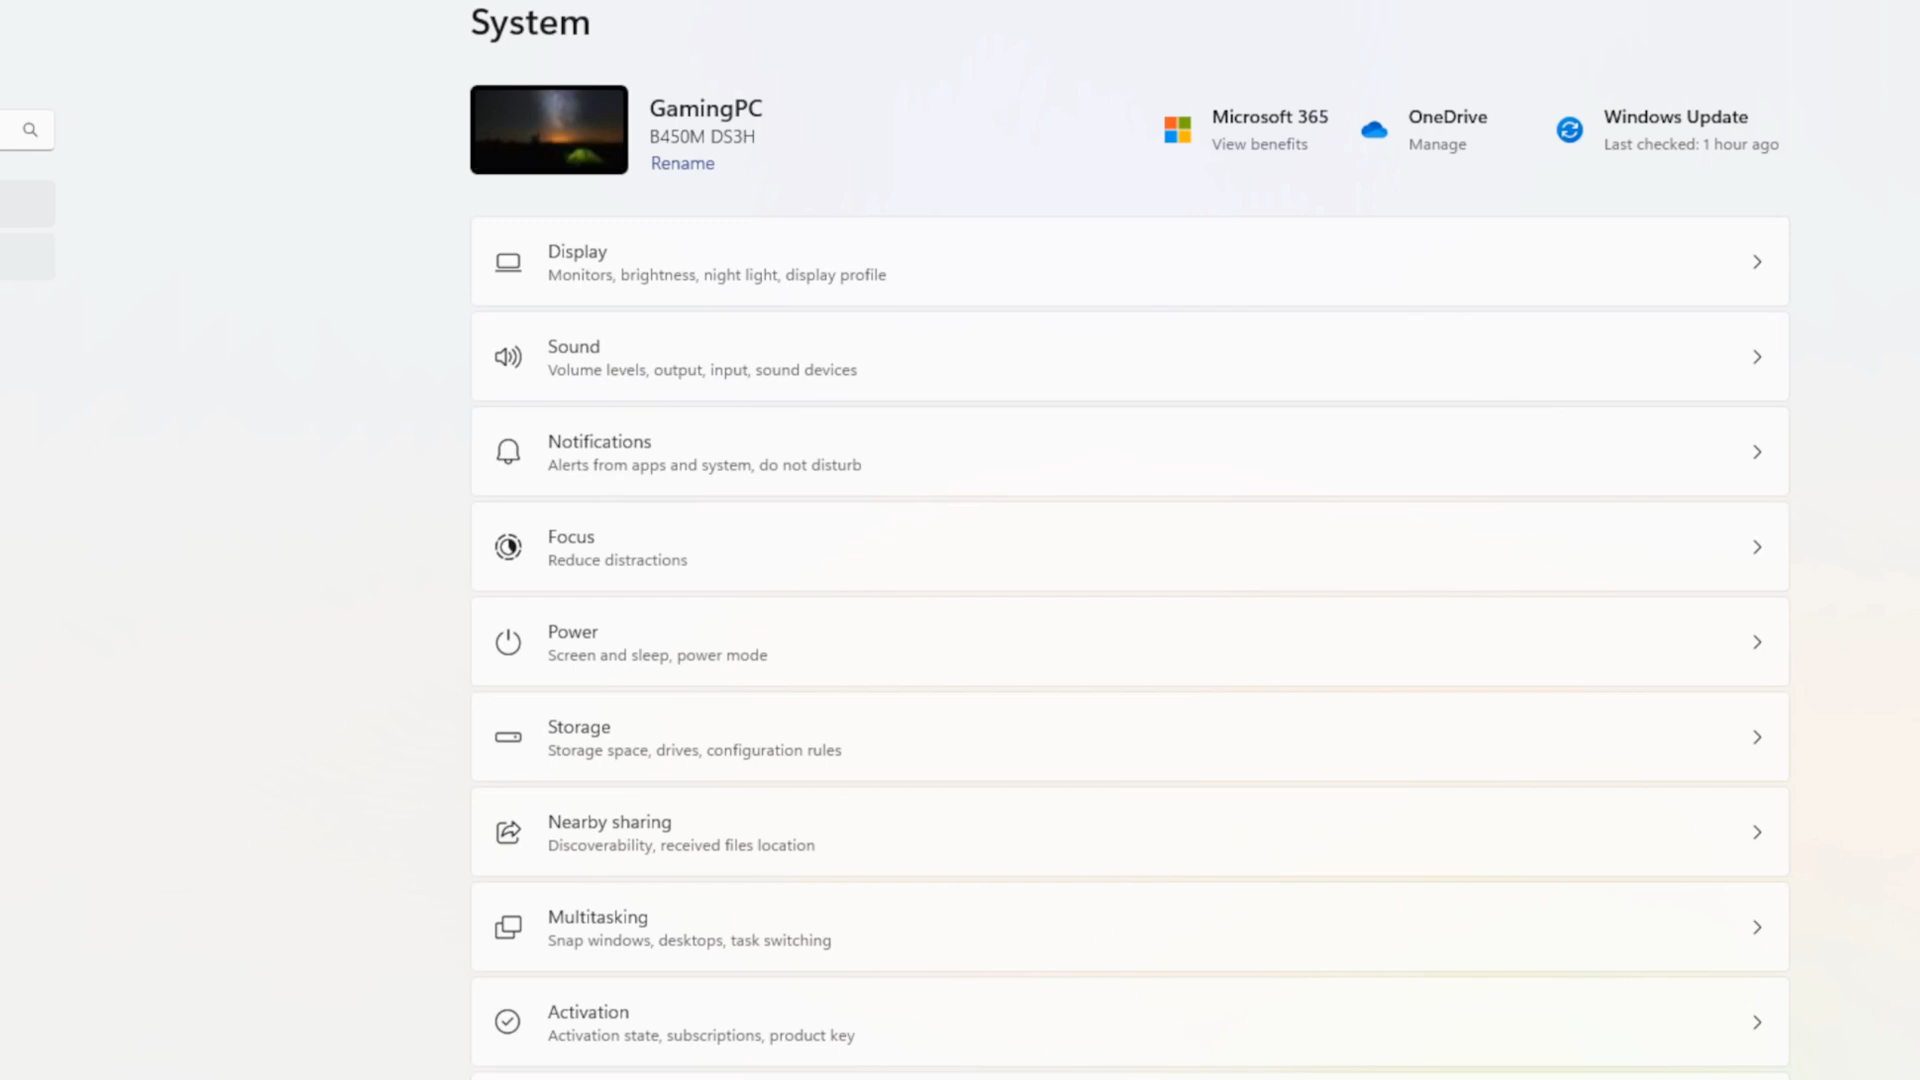 System
GamingPC
B450M DS3H
Rename
Microsoft 365
View benefits
OneDrive
Manage
Windows Update
Last checked: 1 hour ago
Display
Monitors, brightness, night light, display profile
Sound
Volume levels, output, input, sound devices
Notifications
Alerts from apps and system, do not disturb
Focus
Reduce distractions
Power
Screen and sleep, power mode
Storage
Storage space, drives, configuration rules
Nearby sharing
Discoverability, received files location
Multitasking
Snap windows, desktops, task switching
Activation
Activation state, subscriptions, product key